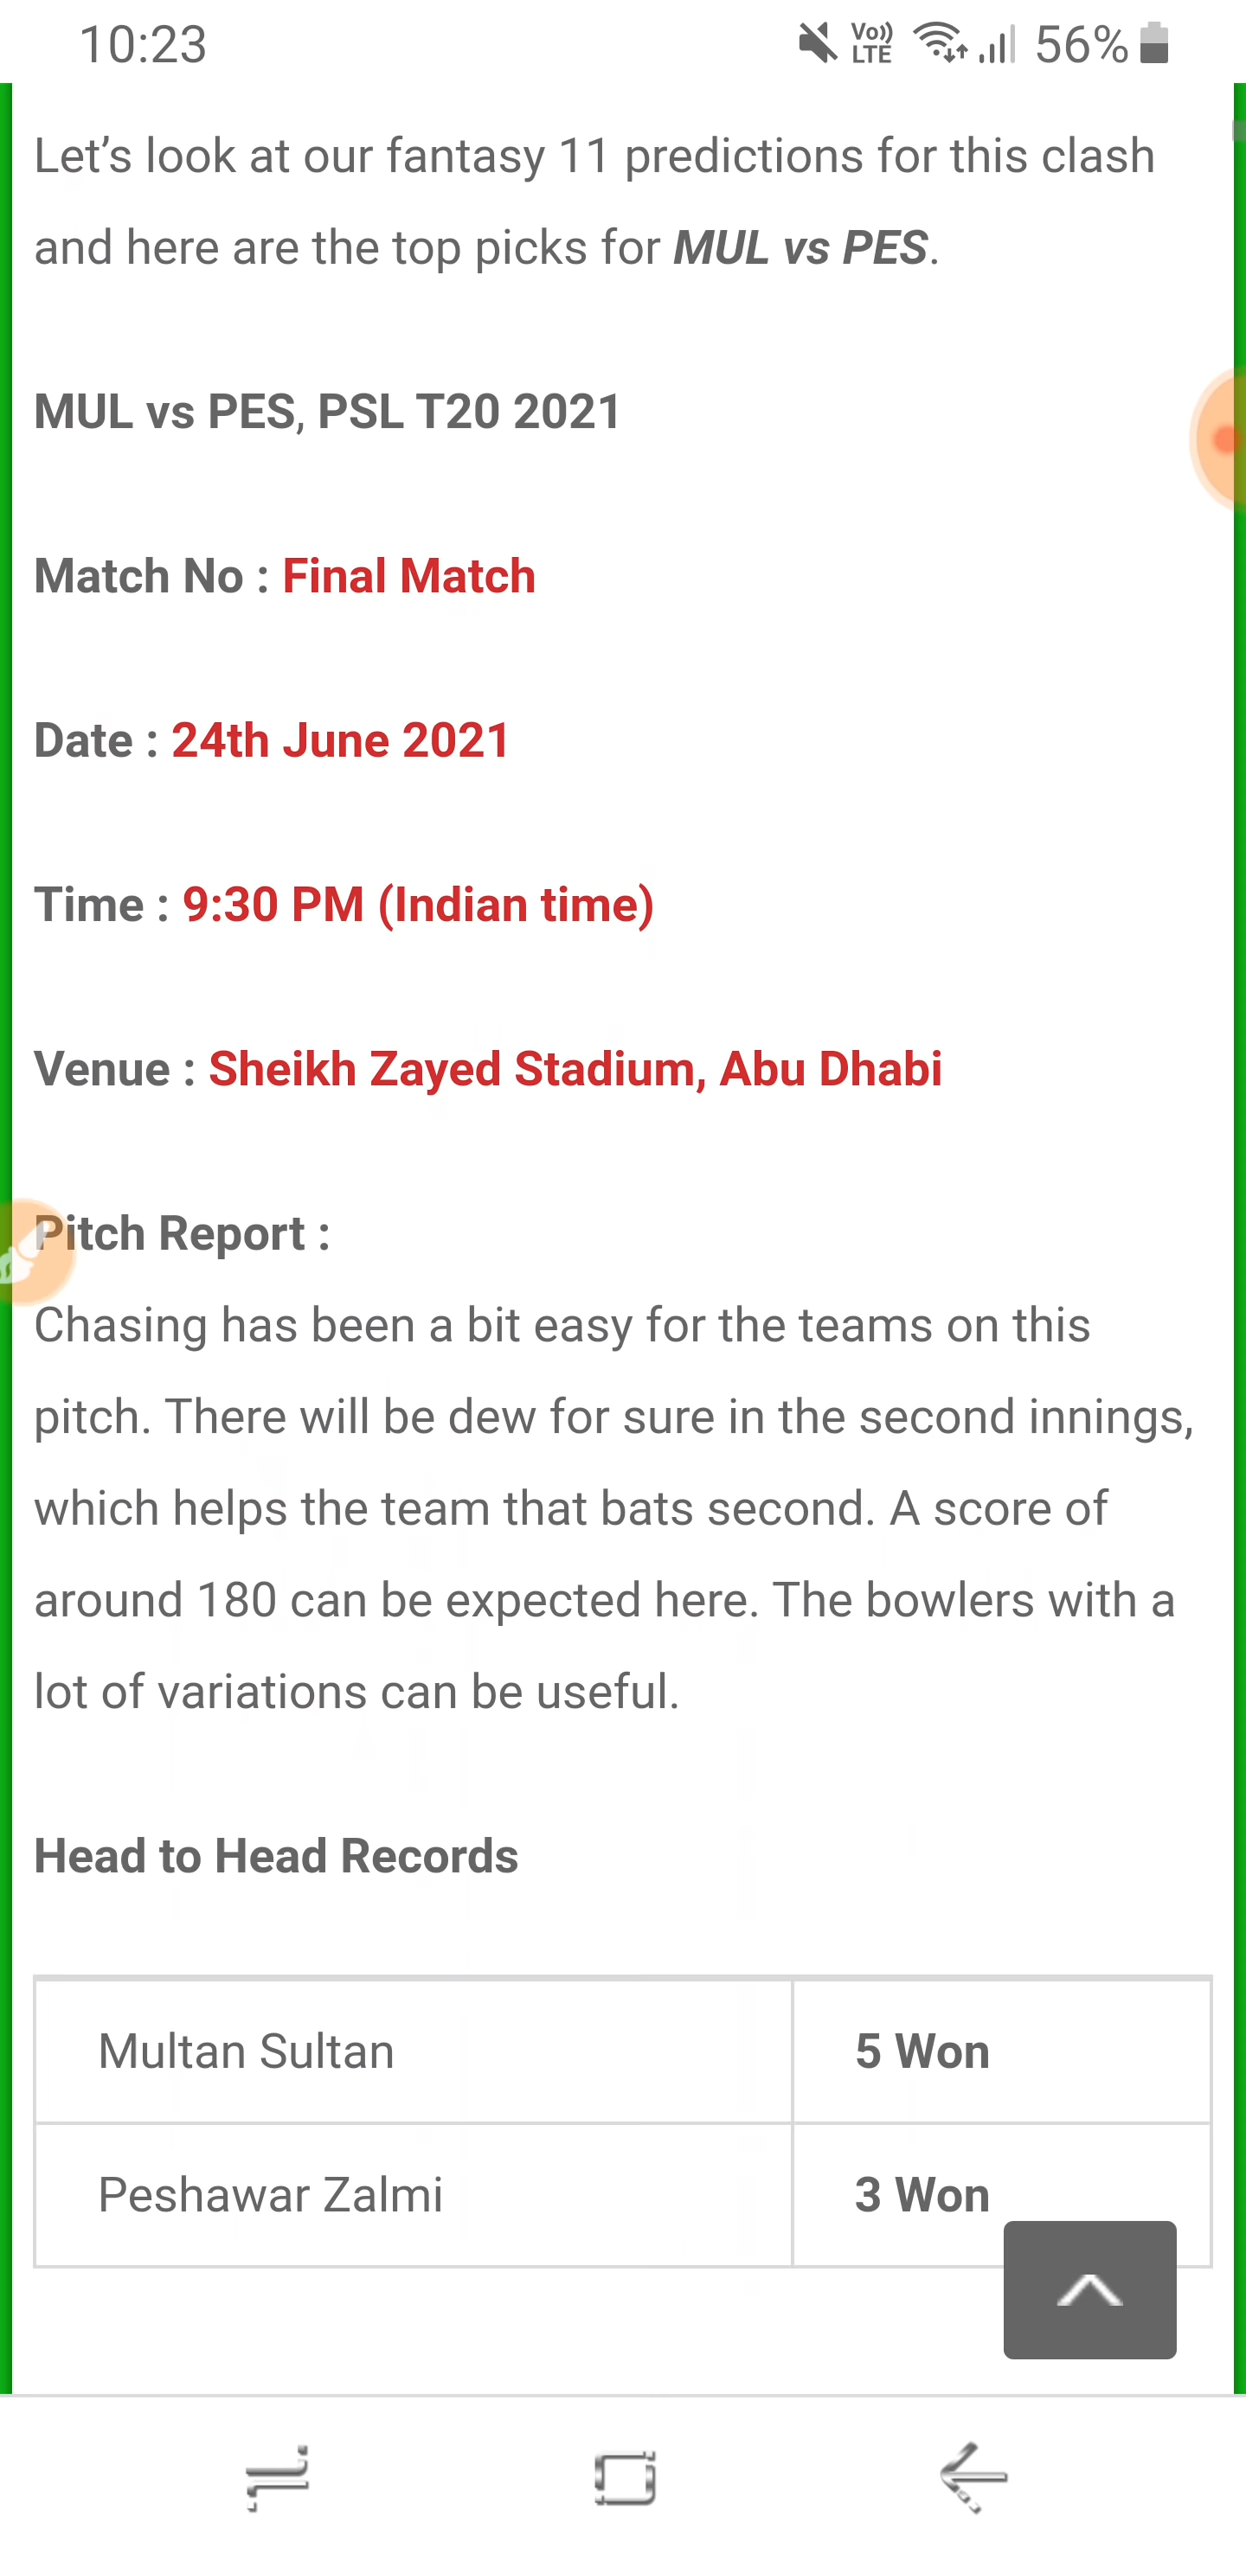 10:23
Vo)) LTE 56%
Let’s look at our fantasy 11 predictions for this clash
and here are the top picks for MUL vs PES.
MUL vs PES, PSL T20 2021
Match No : Final Match
Date : 24th June 2021
Time : 9:30 PM (Indian time)
Venue : Sheikh Zayed Stadium, Abu Dhabi
Pitch Report :
Chasing has been a bit easy for the teams on this
pitch. There will be dew for sure in the second innings,
which helps the team that bats second. A score of
around 180 can be expected here. The bowlers with a
lot of variations can be useful.
Head to Head Records
Multan Sultan 5 Won
Peshawar Zalmi 3 Won